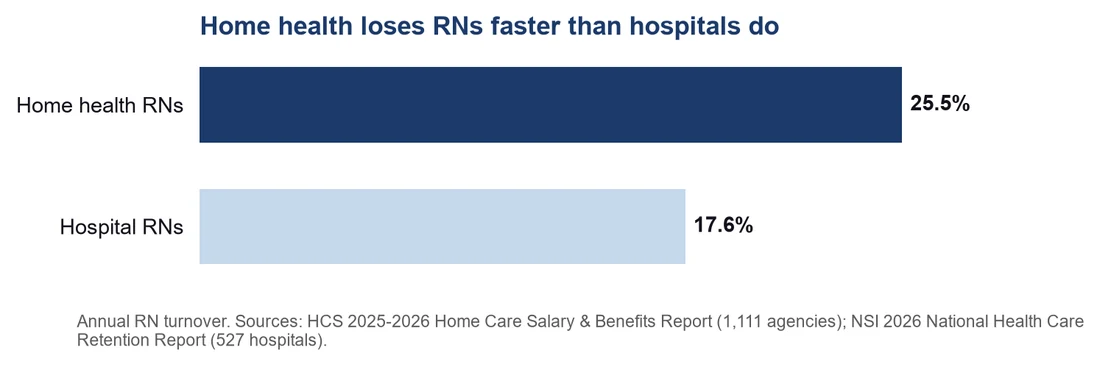 Home health loses RNs faster than hospitals do
Home health RNs
25.5%
Hospital RNs
17.6%
Annual RN turnover. Sources: HCS 2025-2026 Home Care Salary & Benefits Report (1,111 agencies); NSI 2026 National Health Care
Retention Report (527 hospitals).